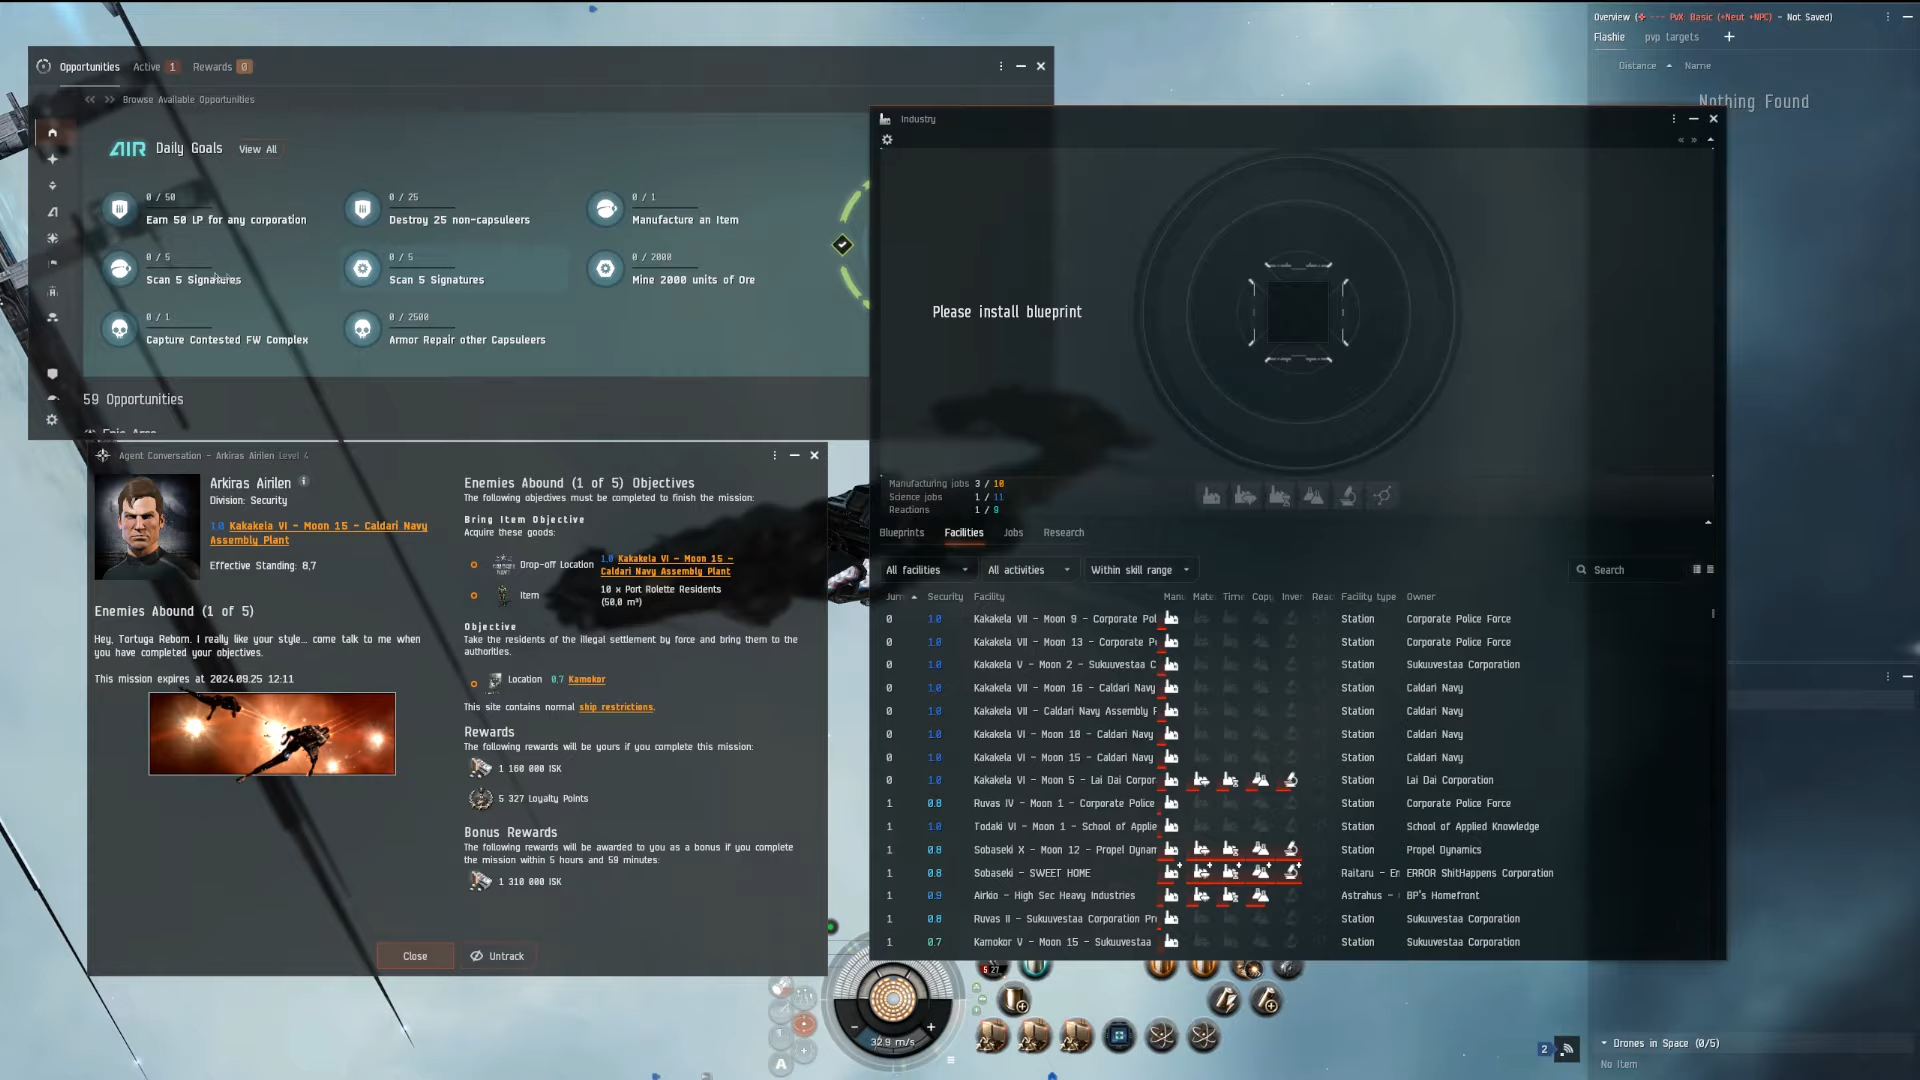 Overview (✦ --- PvX Basic (+Neut +NPC) - Not Saved)
Flashie pvp targets +
Distance Name
Nothing Found
Opportunities Active 1 Rewards 0
Browse Available Opportunities
AIR Daily Goals View All
0 / 50
Earn 50 LP for any corporation
0 / 25
Destroy 25 non-capsuleers
0 / 1
Manufacture an Item
0 / 5
Scan 5 Signatures
0 / 5
Scan 5 Signatures
0 / 2000
Mine 2000 units of Ore
0 / 1
Capture Contested FW Complex
0 / 2500
Armor Repair other Capsuleers
59 Opportunities
Epic Arcs
Agent Conversation - Arkiras Airilen Level 4
Arkiras Airilen
Division: Security
1.0 Kakakela VI - Moon 15 - Caldari Navy
Assembly Plant
Effective Standing: 8,7
Enemies Abound (1 of 5)
Hey, Tortuga Reborn. I really like your style... come talk to me when
you have completed your objectives.
This mission expires at 2024.09.25 12:11
Enemies Abound (1 of 5) Objectives
The following objectives must be completed to finish the mission:
Bring Item Objective
Acquire these goods:
Drop-off Location 1.0 Kakakela VI - Moon 15 -
Caldari Navy Assembly Plant
Item 10 x Port Rolette Residents
(50,0 m³)
Objective
Take the residents of the illegal settlement by force and bring them to the
authorities.
Location 0,7 Kamokor
This site contains normal ship restrictions.
Rewards
The following rewards will be yours if you complete this mission:
1 160 000 ISK
5 327 Loyalty Points
Bonus Rewards
The following rewards will be awarded to you as a bonus if you complete
the mission within 5 hours and 59 minutes:
1 310 000 ISK
Close Untrack
Industry
Please install blueprint
Manufacturing jobs 3 / 10
Science jobs 1 / 11
Reactions 1 / 9
Blueprints Facilities Jobs Research
All facilities All activities Within skill range Search
Jum Security Facility Manu Mate Time Copy Inver Reac Facility type Owner
0 1.0 Kakakela VII - Moon 9 - Corporate Pol Station Corporate Police Force
0 1.0 Kakakela VII - Moon 13 - Corporate P Station Corporate Police Force
0 1.0 Kakakela V - Moon 2 - Sukuuvestaa C Station Sukuuvestaa Corporation
0 1.0 Kakakela VII - Moon 16 - Caldari Navy Station Caldari Navy
0 1.0 Kakakela VII - Caldari Navy Assembly P Station Caldari Navy
0 1.0 Kakakela VI - Moon 18 - Caldari Navy Station Caldari Navy
0 1.0 Kakakela VI - Moon 15 - Caldari Navy Station Caldari Navy
0 1.0 Kakakela VI - Moon 5 - Lai Dai Corpor Station Lai Dai Corporation
1 0.8 Ruvas IV - Moon 1 - Corporate Police Station Corporate Police Force
1 1.0 Todaki VI - Moon 1 - School of Applie Station School of Applied Knowledge
1 0.8 Sobaseki X - Moon 12 - Propel Dynam Station Propel Dynamics
1 0.8 Sobaseki - SWEET HOME Raitaru - En ERROR ShitHappens Corporation
1 0.9 Airkio - High Sec Heavy Industries Astrahus - BP's Homefront
1 0.8 Ruvas II - Sukuuvestaa Corporation Pr Station Sukuuvestaa Corporation
1 0.7 Kamokor V - Moon 15 - Sukuuvestaa Station Sukuuvestaa Corporation
5 27
32.9 m/s
A
2
Drones in Space (0/5)
No Item